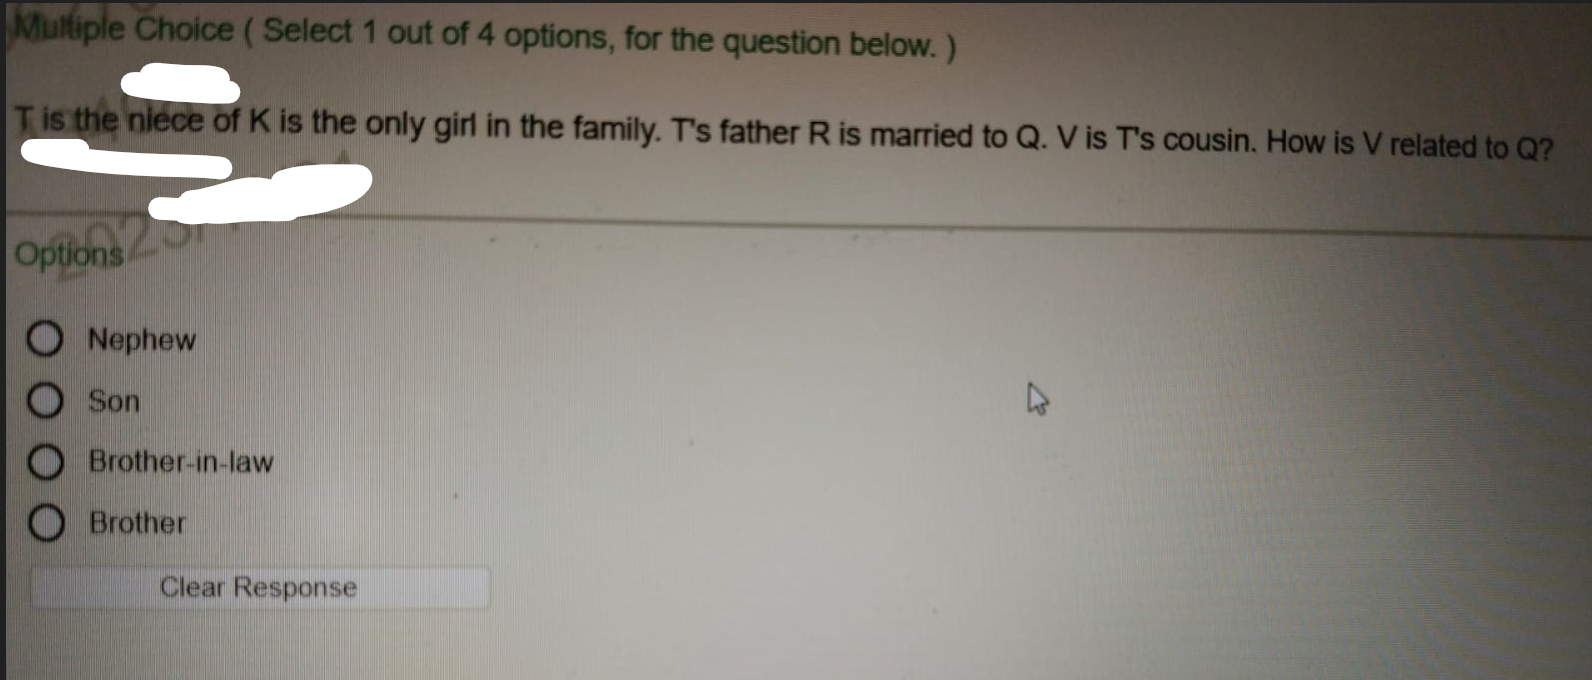 Multiple Choice ( Select 1 out of 4 options, for the question below. )
T is the niece of K is the only girl in the family. T's father R is married to Q. V is T's cousin. How is V related to Q?
Options
Nephew
Son
Brother-in-law
Brother
Clear Response